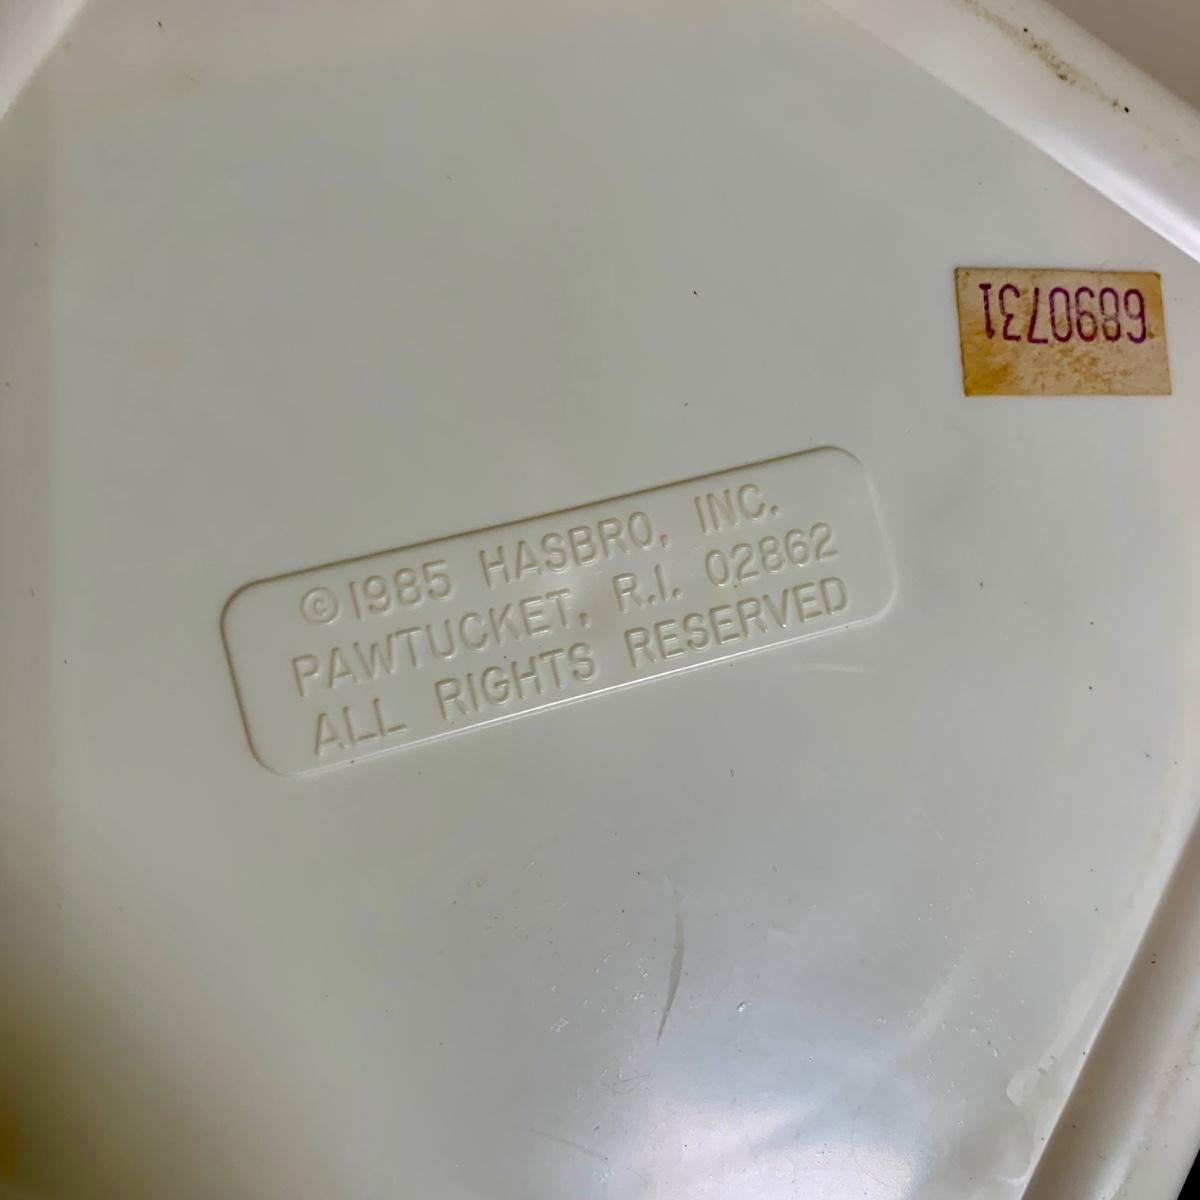 6890731
©1985 HASBRO, INC.
PAWTUCKET, R.I. 02862
ALL RIGHTS RESERVED